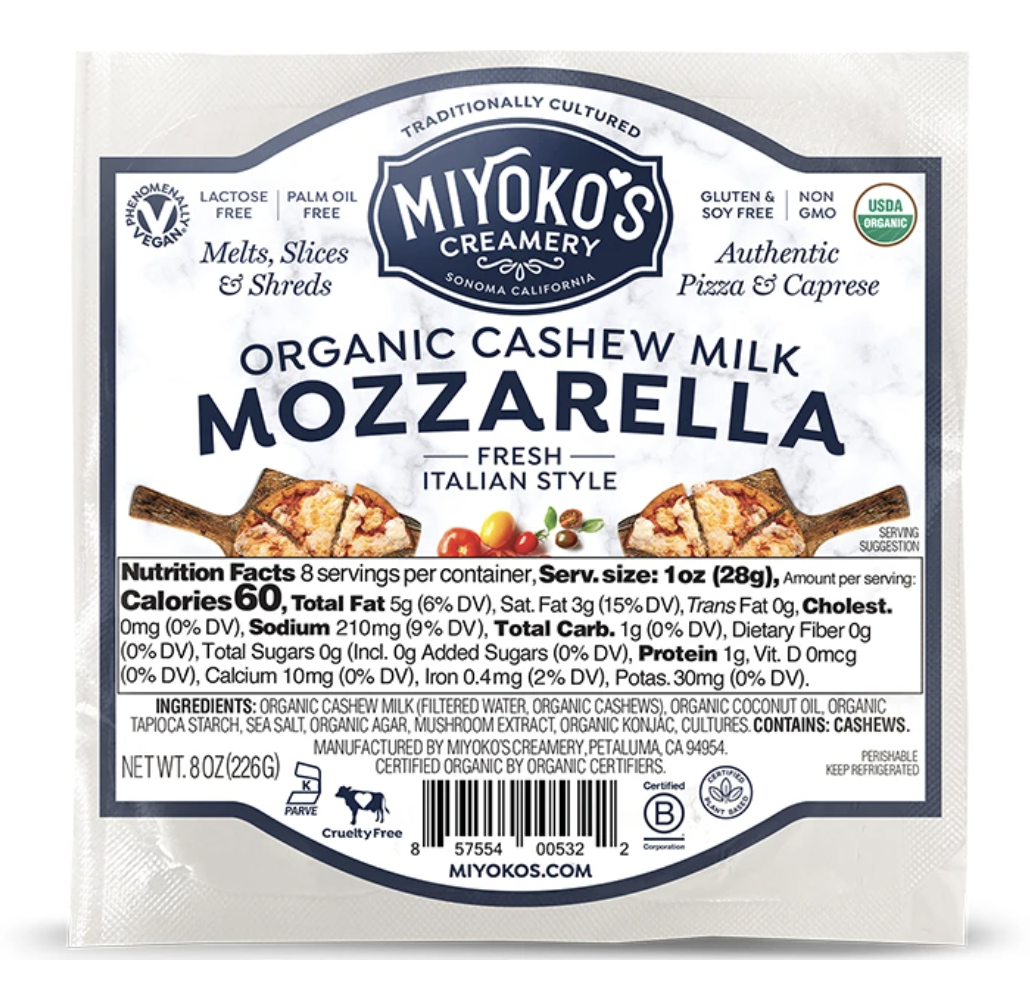 TRADITIONALLY CULTURED
MIYOKO'S
CREAMERY
SONOMA CALIFORNIA
PHENOMENALLY
V
VEGAN
LACTOSE FREE | PALM OIL FREE
Melts, Slices
& Shreds
GLUTEN & SOY FREE | NON GMO
USDA
ORGANIC
Authentic
Pizza & Caprese
ORGANIC CASHEW MILK
MOZZARELLA
FRESH
ITALIAN STYLE
SERVING
SUGGESTION
Nutrition Facts 8 servings per container, Serv. size: 1oz (28g), Amount per serving:
Calories 60, Total Fat 5g (6% DV), Sat. Fat 3g (15% DV), Trans Fat 0g, Cholest.
0mg (0% DV), Sodium 210mg (9% DV), Total Carb. 1g (0% DV), Dietary Fiber 0g
(0% DV), Total Sugars 0g (Incl. 0g Added Sugars (0% DV), Protein 1g, Vit. D 0mcg
(0% DV), Calcium 10mg (0% DV), Iron 0.4mg (2% DV), Potas. 30mg (0% DV).
INGREDIENTS: ORGANIC CASHEW MILK (FILTERED WATER, ORGANIC CASHEWS), ORGANIC COCONUT OIL, ORGANIC
TAPIOCA STARCH, SEA SALT, ORGANIC AGAR, MUSHROOM EXTRACT, ORGANIC KONJAC, CULTURES. CONTAINS: CASHEWS.
MANUFACTURED BY MIYOKO'S CREAMERY, PETALUMA, CA 94954.
CERTIFIED ORGANIC BY ORGANIC CERTIFIERS.
NET WT. 8 OZ (226G)
PERISHABLE
KEEP REFRIGERATED
K
PARVE
Cruelty Free
8 57554 00532 2
Certified
B
Corporation
CERTIFIED
PLANT BASED
MIYOKOS.COM